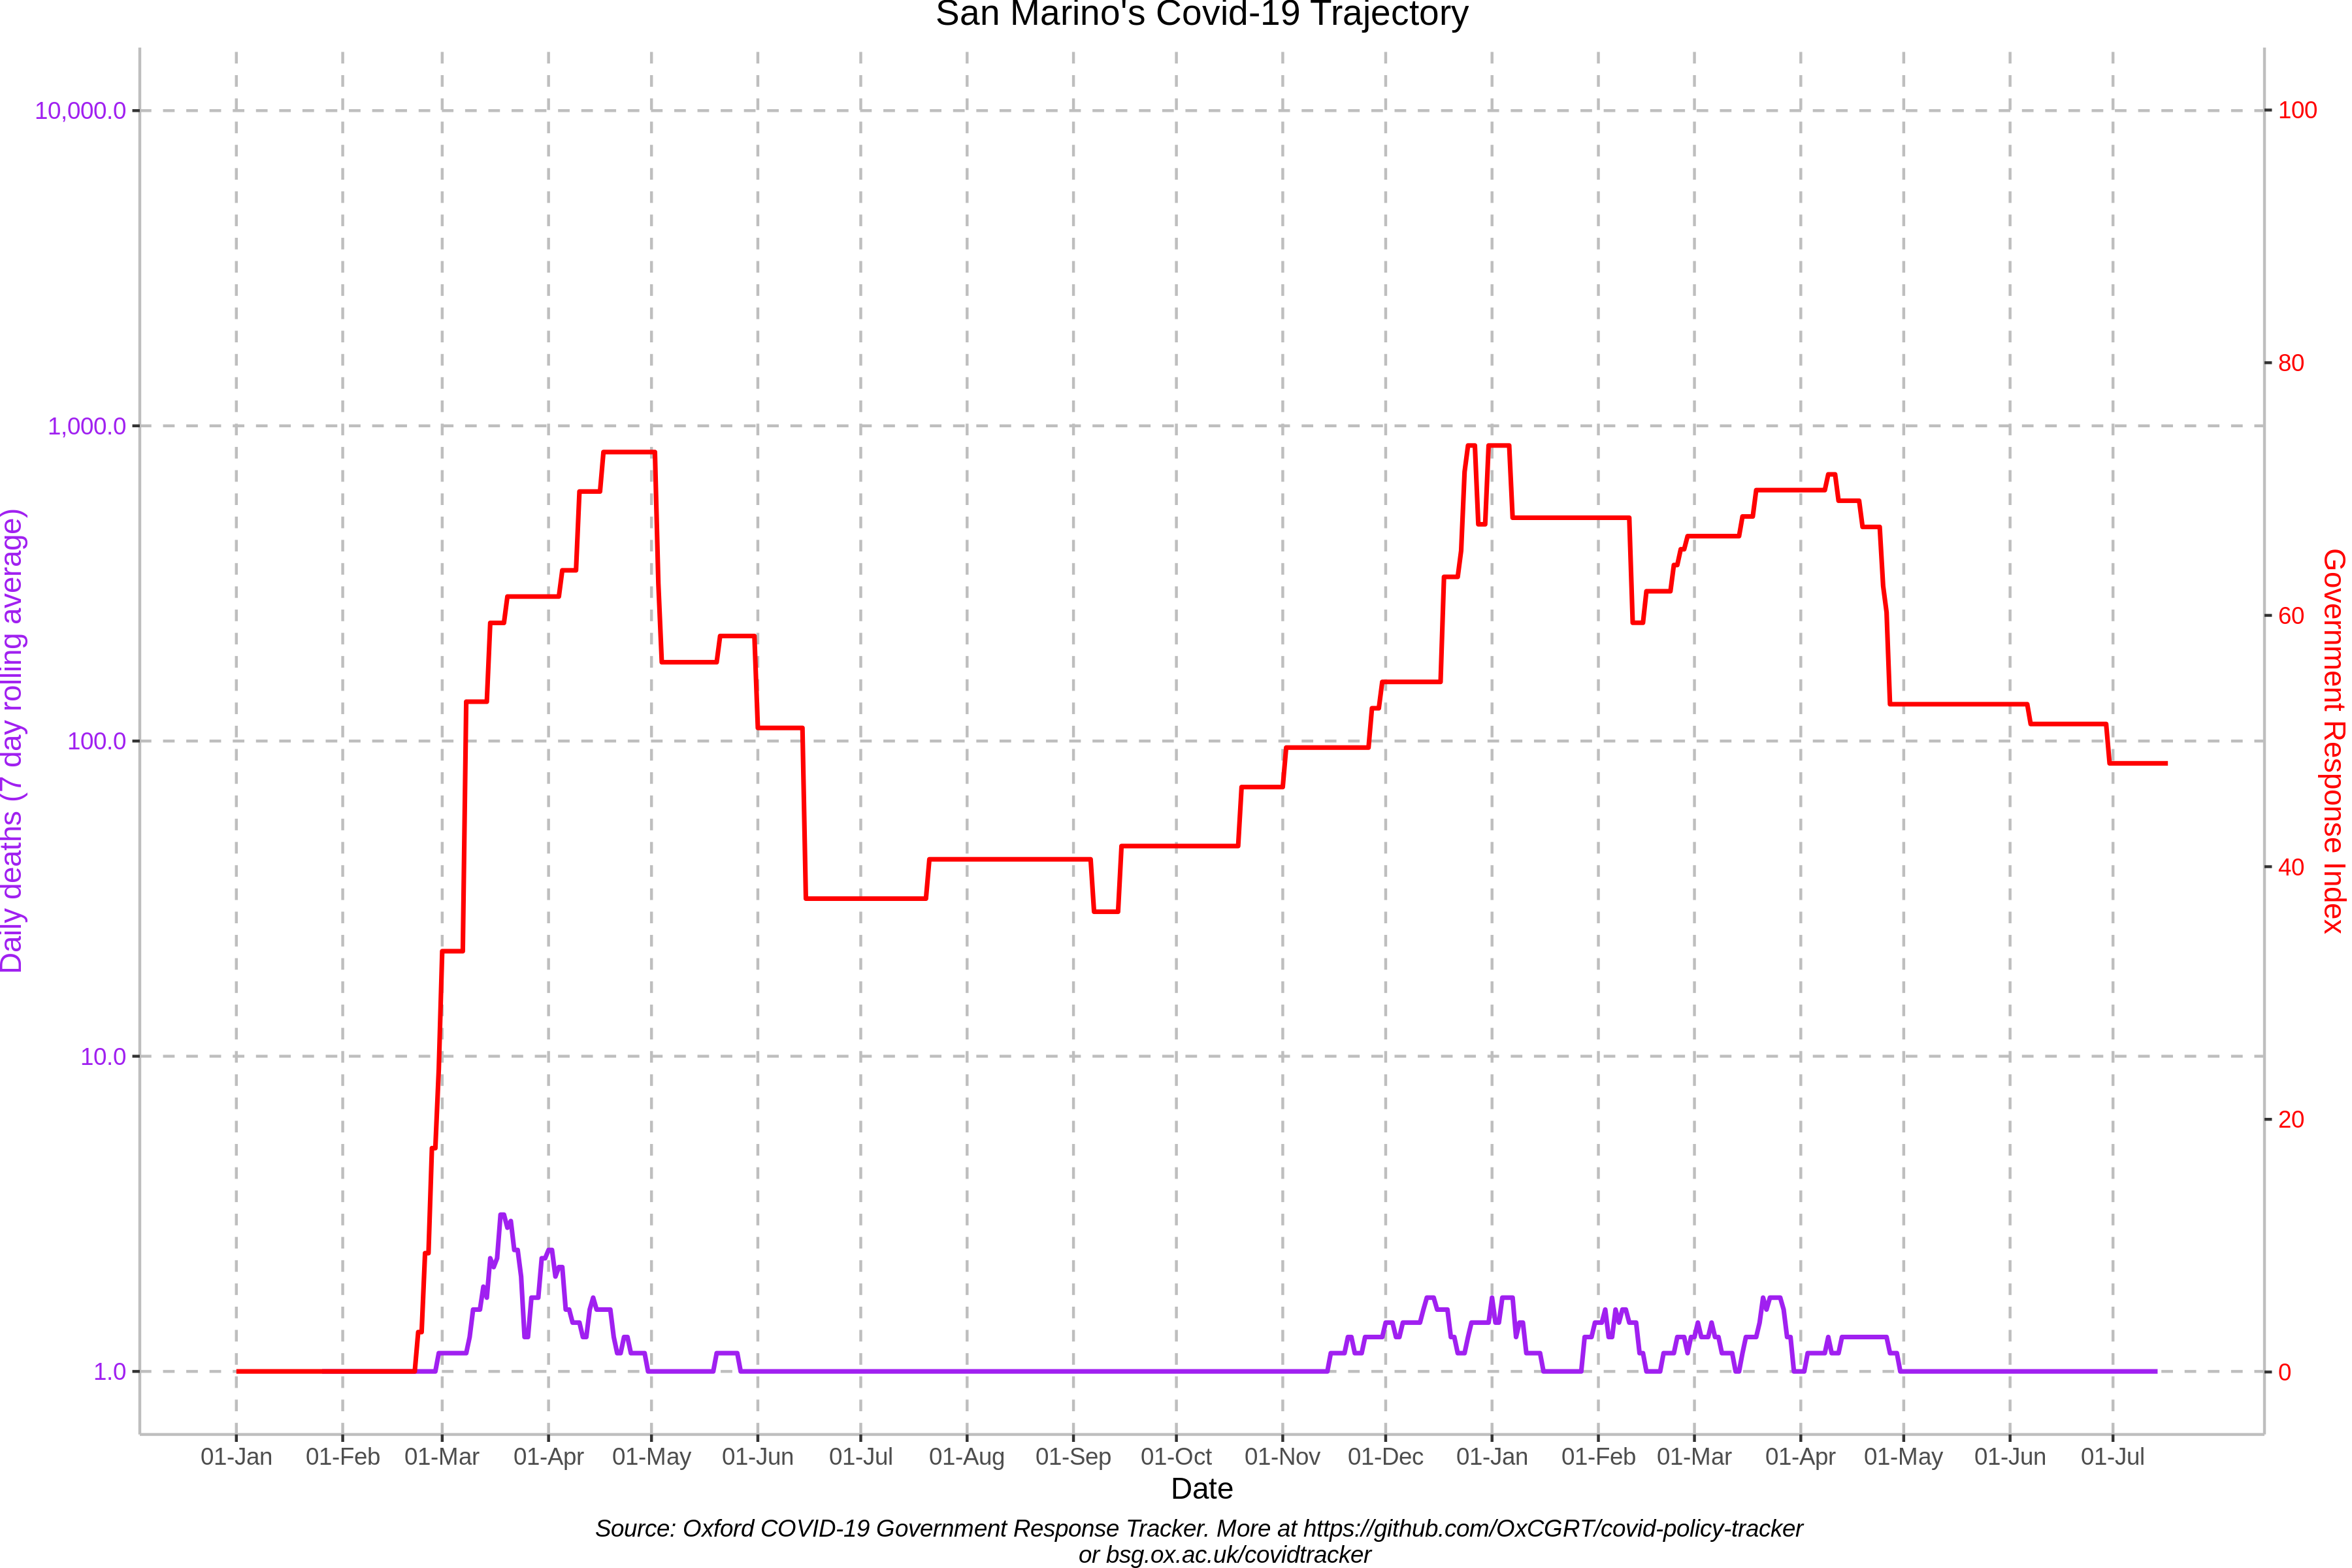 San Marino's Covid-19 Trajectory
10,000.0
1,000.0
100.0
10.0
1.0
Daily deaths (7 day rolling average)
100
80
60
40
20
0
Government Response Index
01-Jan 01-Feb 01-Mar 01-Apr 01-May 01-Jun 01-Jul 01-Aug 01-Sep 01-Oct 01-Nov 01-Dec 01-Jan 01-Feb 01-Mar 01-Apr 01-May 01-Jun 01-Jul
Date
Source: Oxford COVID-19 Government Response Tracker. More at https://github.com/OxCGRT/covid-policy-tracker
or bsg.ox.ac.uk/covidtracker